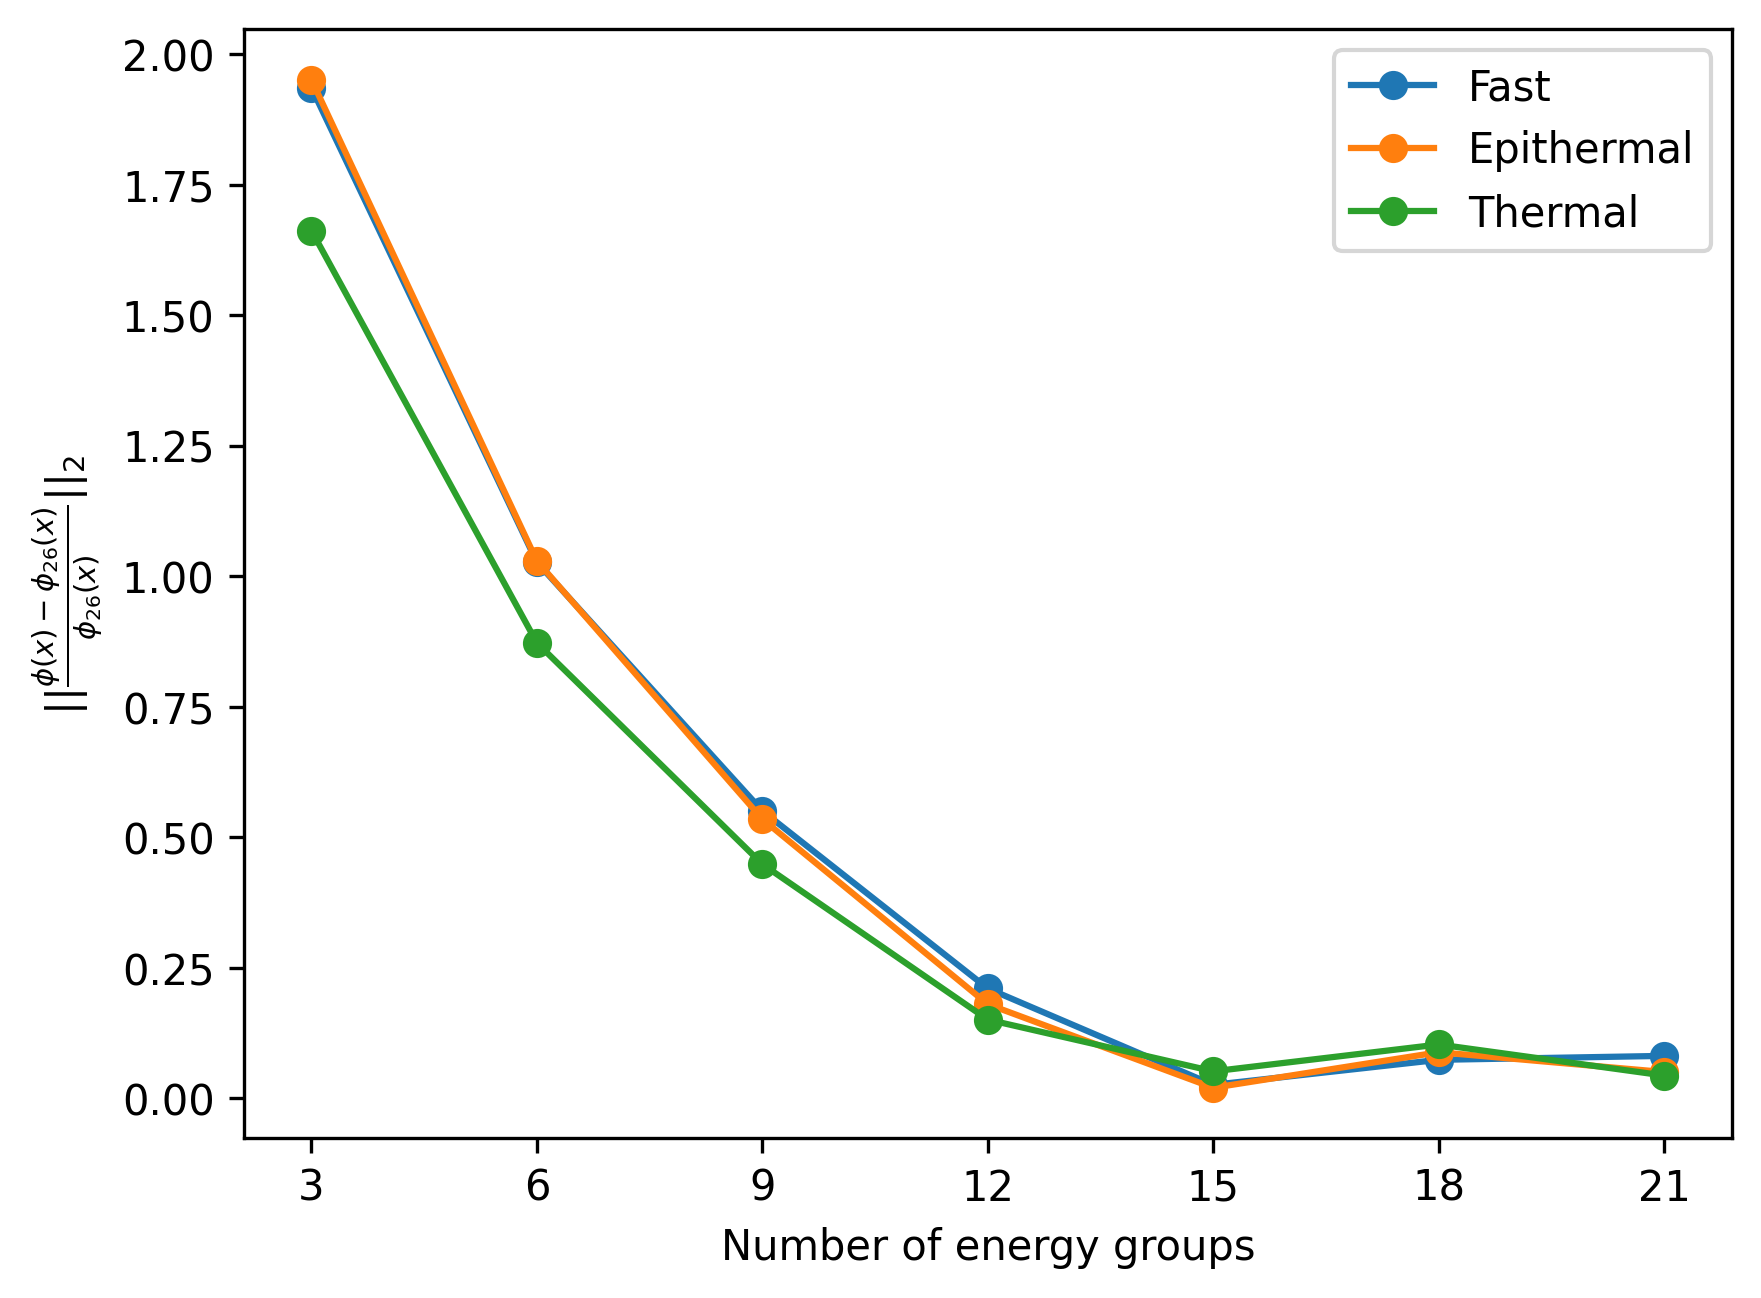 2.00
1.75
1.50
1.25
1.00
0.75
0.50
0.25
0.00
||\frac{ϕ(x) − ϕ₂₆(x)}{ϕ₂₆(x)}||₂
Fast
Epithermal
Thermal
3 6 9 12 15 18 21
Number of energy groups